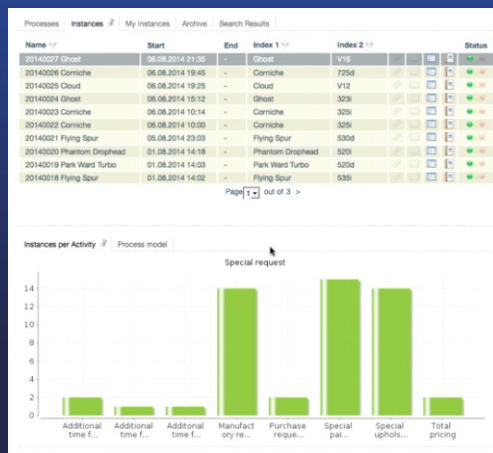 Processes Instances My Instances Archive Search Results
Name Start End Index 1 Index 2 Status
20140027 Ghost 06.08.2014 21:35 - Ghost V16
20140026 Corniche 06.08.2014 19:45 - Corniche 725d
20140025 Cloud 06.08.2014 19:25 - Cloud V12
20140024 Ghost 06.08.2014 15:12 - Ghost 323i
20140023 Corniche 06.08.2014 10:14 - Corniche 325i
20140022 Corniche 06.08.2014 10:00 - Corniche 325i
20140021 Flying Spur 05.08.2014 23:03 - Flying Spur 530d
20140020 Phantom Drophead 01.08.2014 14:18 - Phantom Drophead 520i
20140019 Park Ward Turbo 01.08.2014 14:03 - Park Ward Turbo 520d
20140018 Flying Spur 01.08.2014 14:02 - Flying Spur 535i
Page 1 out of 3 >
Instances per Activity Process model
Special request
14
12
10
8
6
4
2
0
Additional Additional Additonal Manufact Purchase Special Special Total
time f... time f... time f... ory re... reque... pai... uphols... pricing